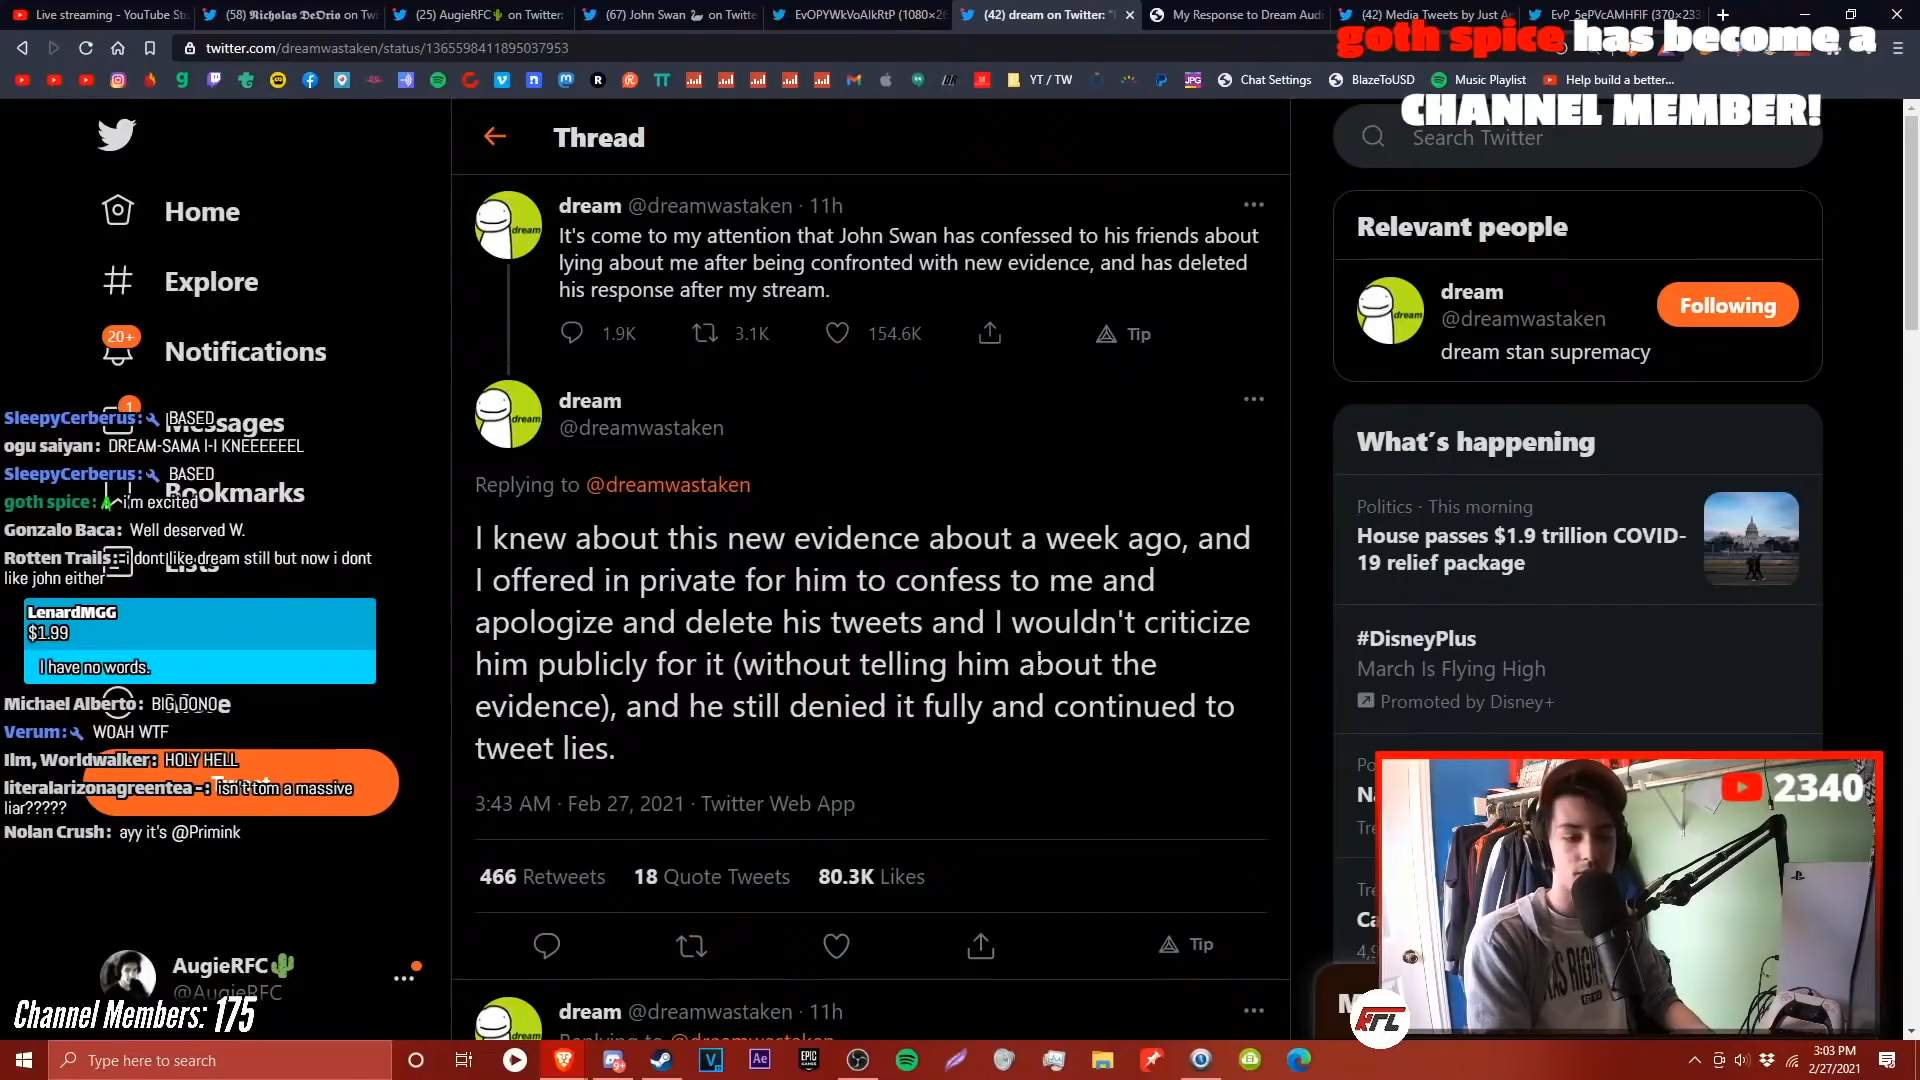 Live streaming - YouTube Stu
(58) 𝕹𝖎𝖈𝖍𝖔𝖑𝖆𝖘 𝕯𝖊𝕺𝖗𝖎𝖔 on Twi
(25) AugieRFC🌵 on Twitter:
(67) John Swan 🦢 on Twitte
EvOPYWkVoAIkRtP (1080×26
(42) dream on Twitter: "I
My Response to Dream Audi
(42) Media Tweets by Just A
EvP_5ePVcAMHFIF (370×233
twitter.com/dreamwastaken/status/1365598411895037953
goth spice has become a
CHANNEL MEMBER!
YT / TW
Chat Settings
BlazeToUSD
Music Playlist
Help build a better...
Home
Explore
20+
Notifications
1
Messages
Bookmarks
Lists
Tweet
AugieRFC🌵
@AugieRFC
Channel Members: 175
SleepyCerberus: BASED
ogu saiyan: DREAM-SAMA I-I KNEEEEEEL
SleepyCerberus: BASED
goth spice: i'm excited
Gonzalo Baca: Well deserved W.
Rotten Trails: i dont like dream still but now i dont
like john either
LenardMGG
$1.99
I have no words.
Michael Alberto: BIG DONO
Verum: WOAH WTF
Ilm, Worldwalker: HOLY HELL
literalarizonagreentea -: isn't tom a massive
liar?????
Nolan Crush: ayy it's @Primink
Thread
dream @dreamwastaken · 11h
It's come to my attention that John Swan has confessed to his friends about
lying about me after being confronted with new evidence, and has deleted
his response after my stream.
1.9K
3.1K
154.6K
Tip
dream
@dreamwastaken
Replying to @dreamwastaken
I knew about this new evidence about a week ago, and
I offered in private for him to confess to me and
apologize and delete his tweets and I wouldn't criticize
him publicly for it (without telling him about the
evidence), and he still denied it fully and continued to
tweet lies.
3:43 AM · Feb 27, 2021 · Twitter Web App
466 Retweets 18 Quote Tweets 80.3K Likes
Tip
dream @dreamwastaken · 11h
Replying to @dreamwastaken
Search Twitter
Relevant people
dream
@dreamwastaken
Following
dream stan supremacy
What's happening
Politics · This morning
House passes $1.9 trillion COVID-
19 relief package
#DisneyPlus
March Is Flying High
Promoted by Disney+
2340
RFC
Type here to search
3:03 PM
2/27/2021